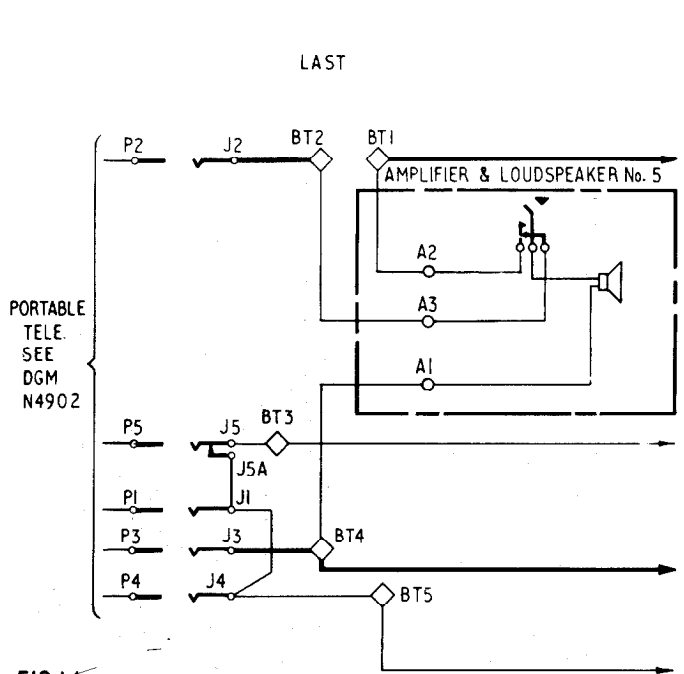 LAST
P2 J2 BT2 BT1
AMPLIFIER & LOUDSPEAKER No. 5
A2
A3
A1
PORTABLE
TELE.
SEE
DGM
N4902
P5 J5 BT3
J5A
P1 J1
P3 J3 BT4
P4 J4 BT5